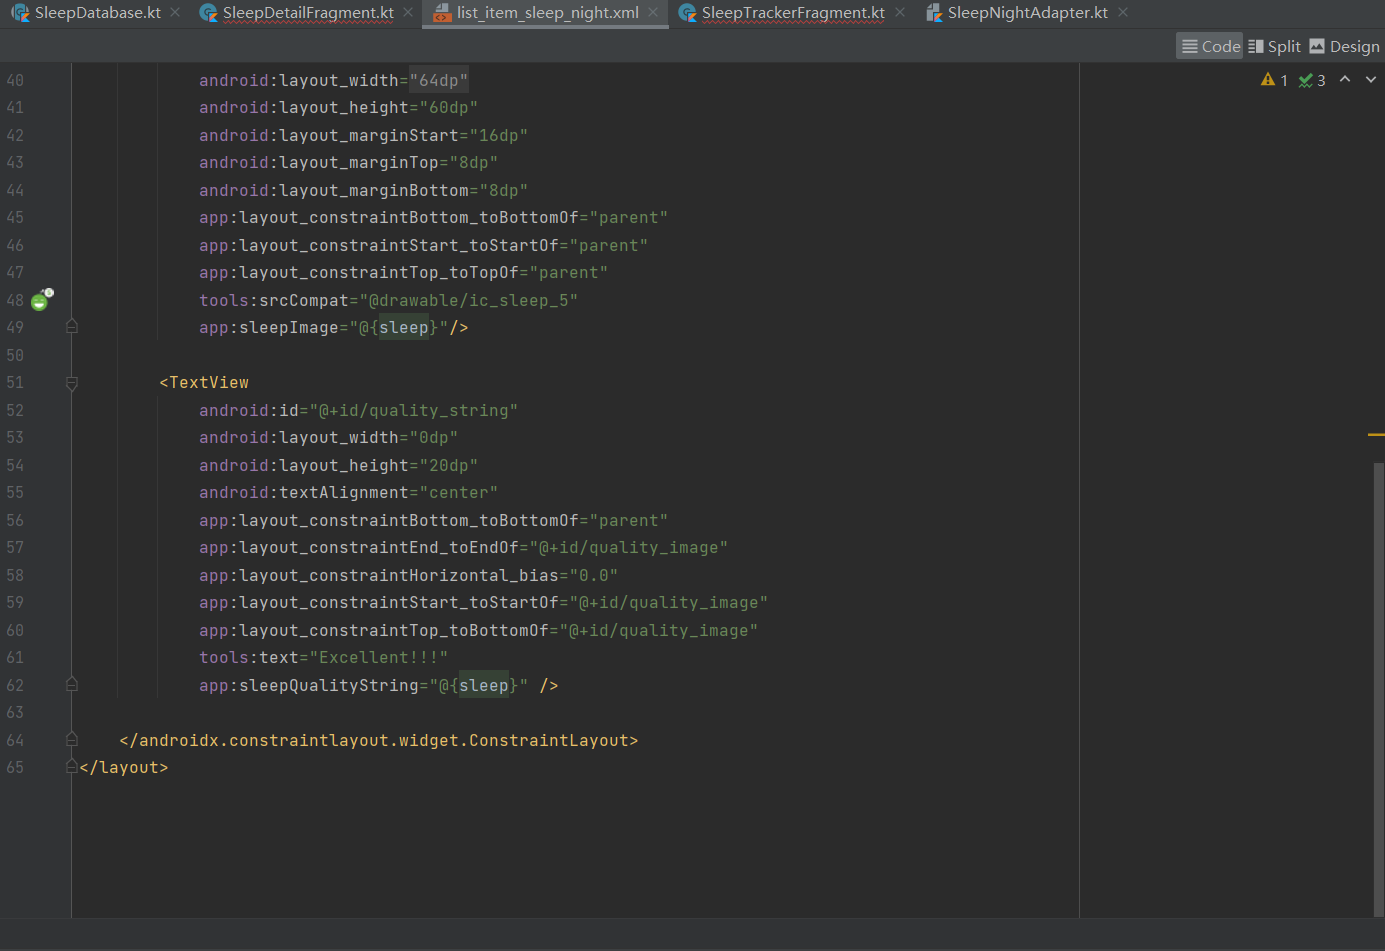 SleepDatabase.kt SleepDetailFragment.kt list_item_sleep_night.xml SleepTrackerFragment.kt SleepNightAdapter.kt
Code Split Design
1 3
40 android:layout_width="64dp"
41 android:layout_height="60dp"
42 android:layout_marginStart="16dp"
43 android:layout_marginTop="8dp"
44 android:layout_marginBottom="8dp"
45 app:layout_constraintBottom_toBottomOf="parent"
46 app:layout_constraintStart_toStartOf="parent"
47 app:layout_constraintTop_toTopOf="parent"
48 tools:srcCompat="@drawable/ic_sleep_5"
49 app:sleepImage="@{sleep}"/>
50
51 <TextView
52 android:id="@+id/quality_string"
53 android:layout_width="0dp"
54 android:layout_height="20dp"
55 android:textAlignment="center"
56 app:layout_constraintBottom_toBottomOf="parent"
57 app:layout_constraintEnd_toEndOf="@+id/quality_image"
58 app:layout_constraintHorizontal_bias="0.0"
59 app:layout_constraintStart_toStartOf="@+id/quality_image"
60 app:layout_constraintTop_toBottomOf="@+id/quality_image"
61 tools:text="Excellent!!!"
62 app:sleepQualityString="@{sleep}" />
63
64 </androidx.constraintlayout.widget.ConstraintLayout>
65 </layout>